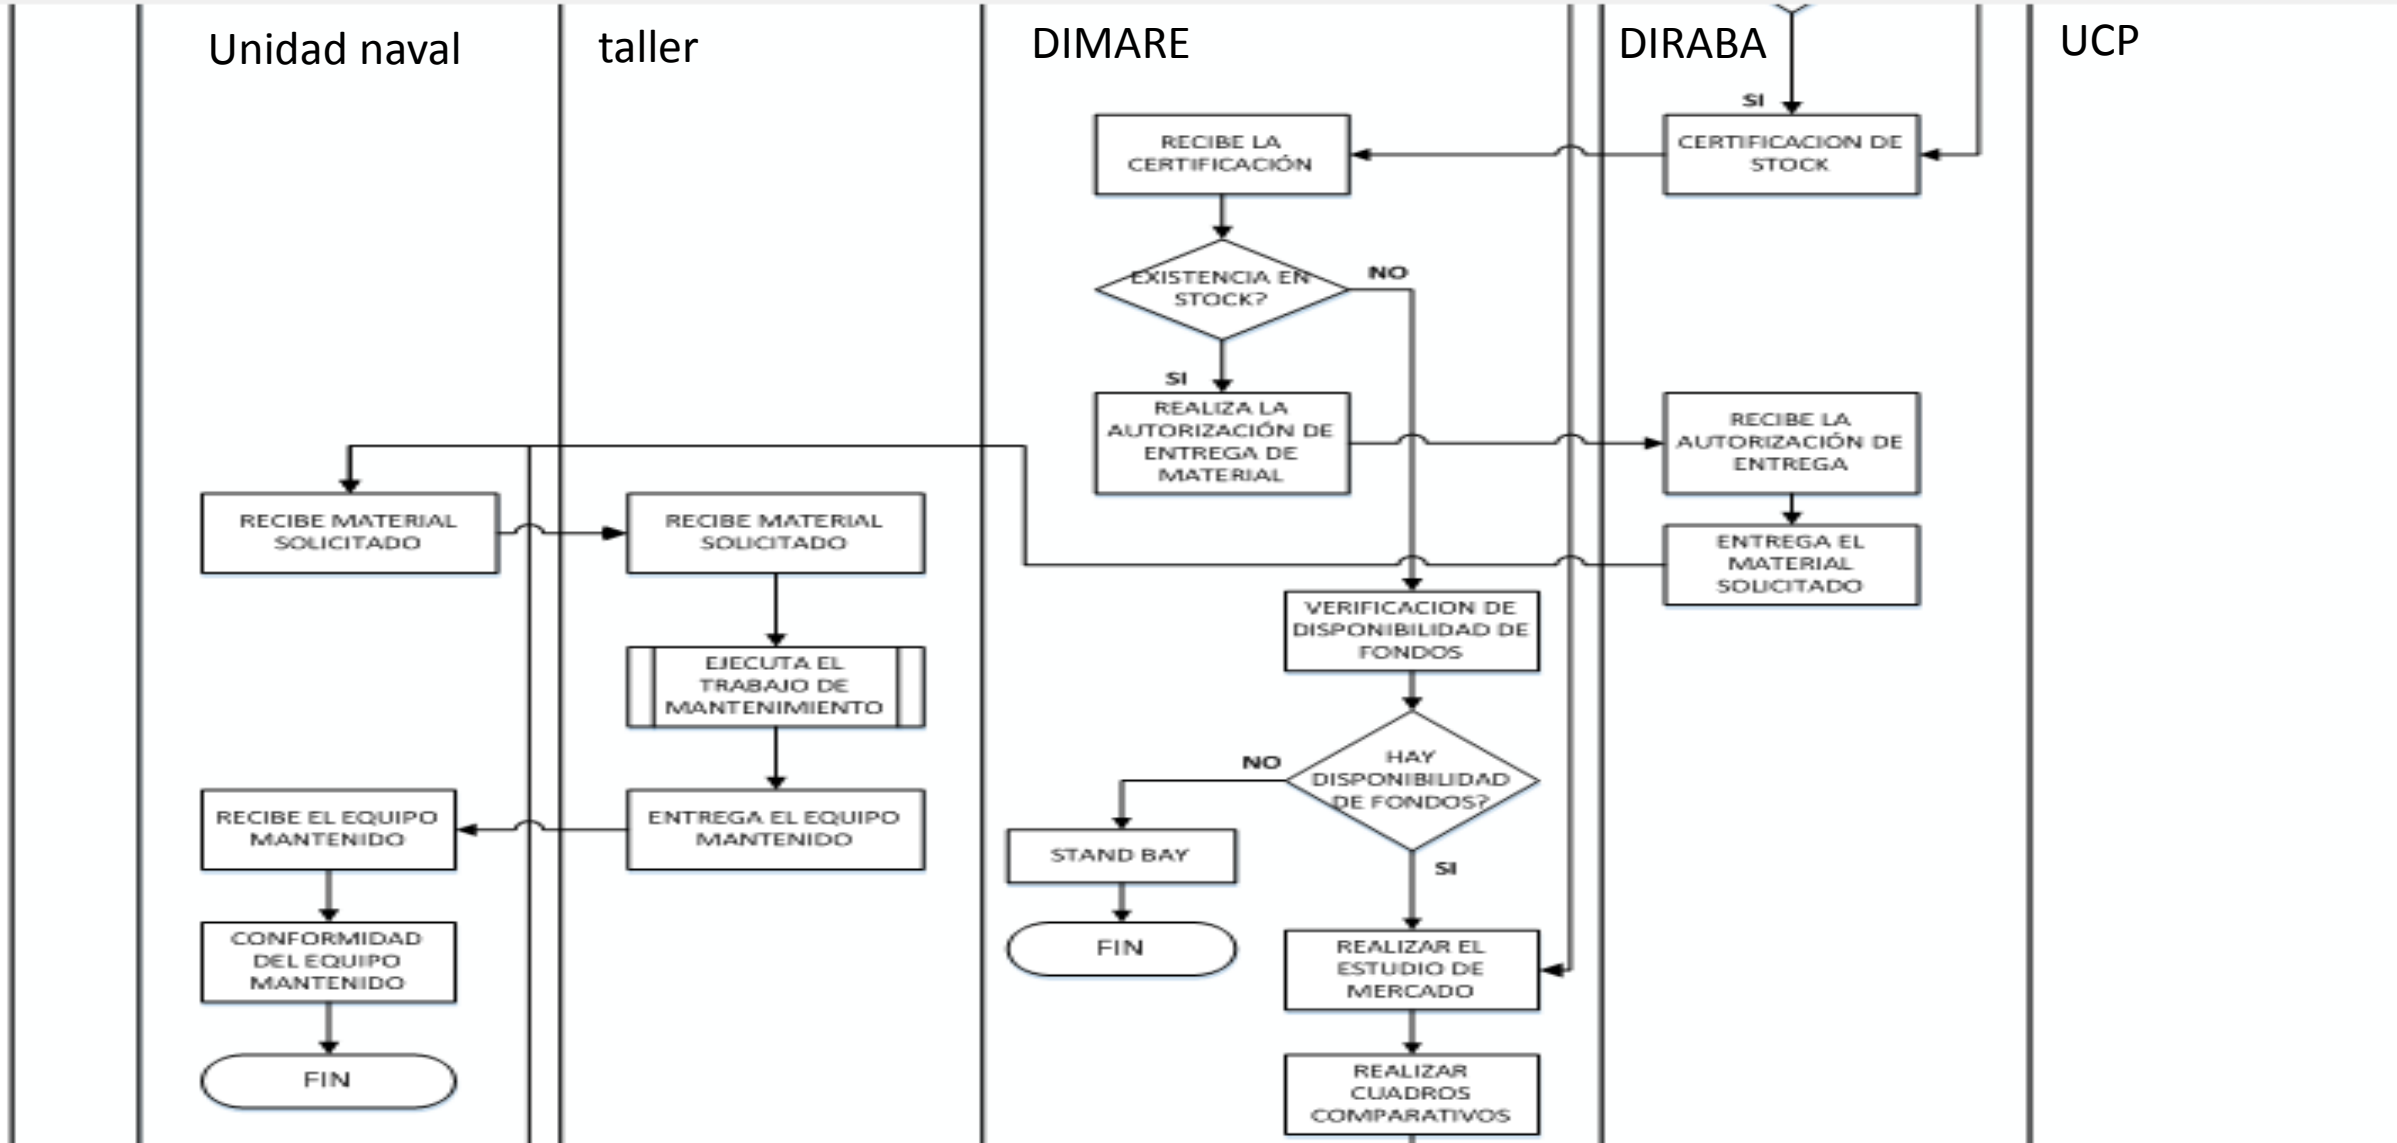 Unidad naval
taller
DIMARE
DIRABA
UCP
SI
RECIBE LA
CERTIFICACIÓN
CERTIFICACION DE
STOCK
EXISTENCIA EN
STOCK?
NO
SI
REALIZA LA
AUTORIZACIÓN DE
ENTREGA DE
MATERIAL
RECIBE LA
AUTORIZACIÓN DE
ENTREGA
RECIBE MATERIAL
SOLICITADO
RECIBE MATERIAL
SOLICITADO
ENTREGA EL
MATERIAL
SOLICITADO
VERIFICACION DE
DISPONIBILIDAD DE
FONDOS
EJECUTA EL
TRABAJO DE
MANTENIMIENTO
HAY
DISPONIBILIDAD
DE FONDOS?
NO
SI
RECIBE EL EQUIPO
MANTENIDO
ENTREGA EL EQUIPO
MANTENIDO
STAND BAY
CONFORMIDAD
DEL EQUIPO
MANTENIDO
FIN
REALIZAR EL
ESTUDIO DE
MERCADO
FIN
REALIZAR
CUADROS
COMPARATIVOS